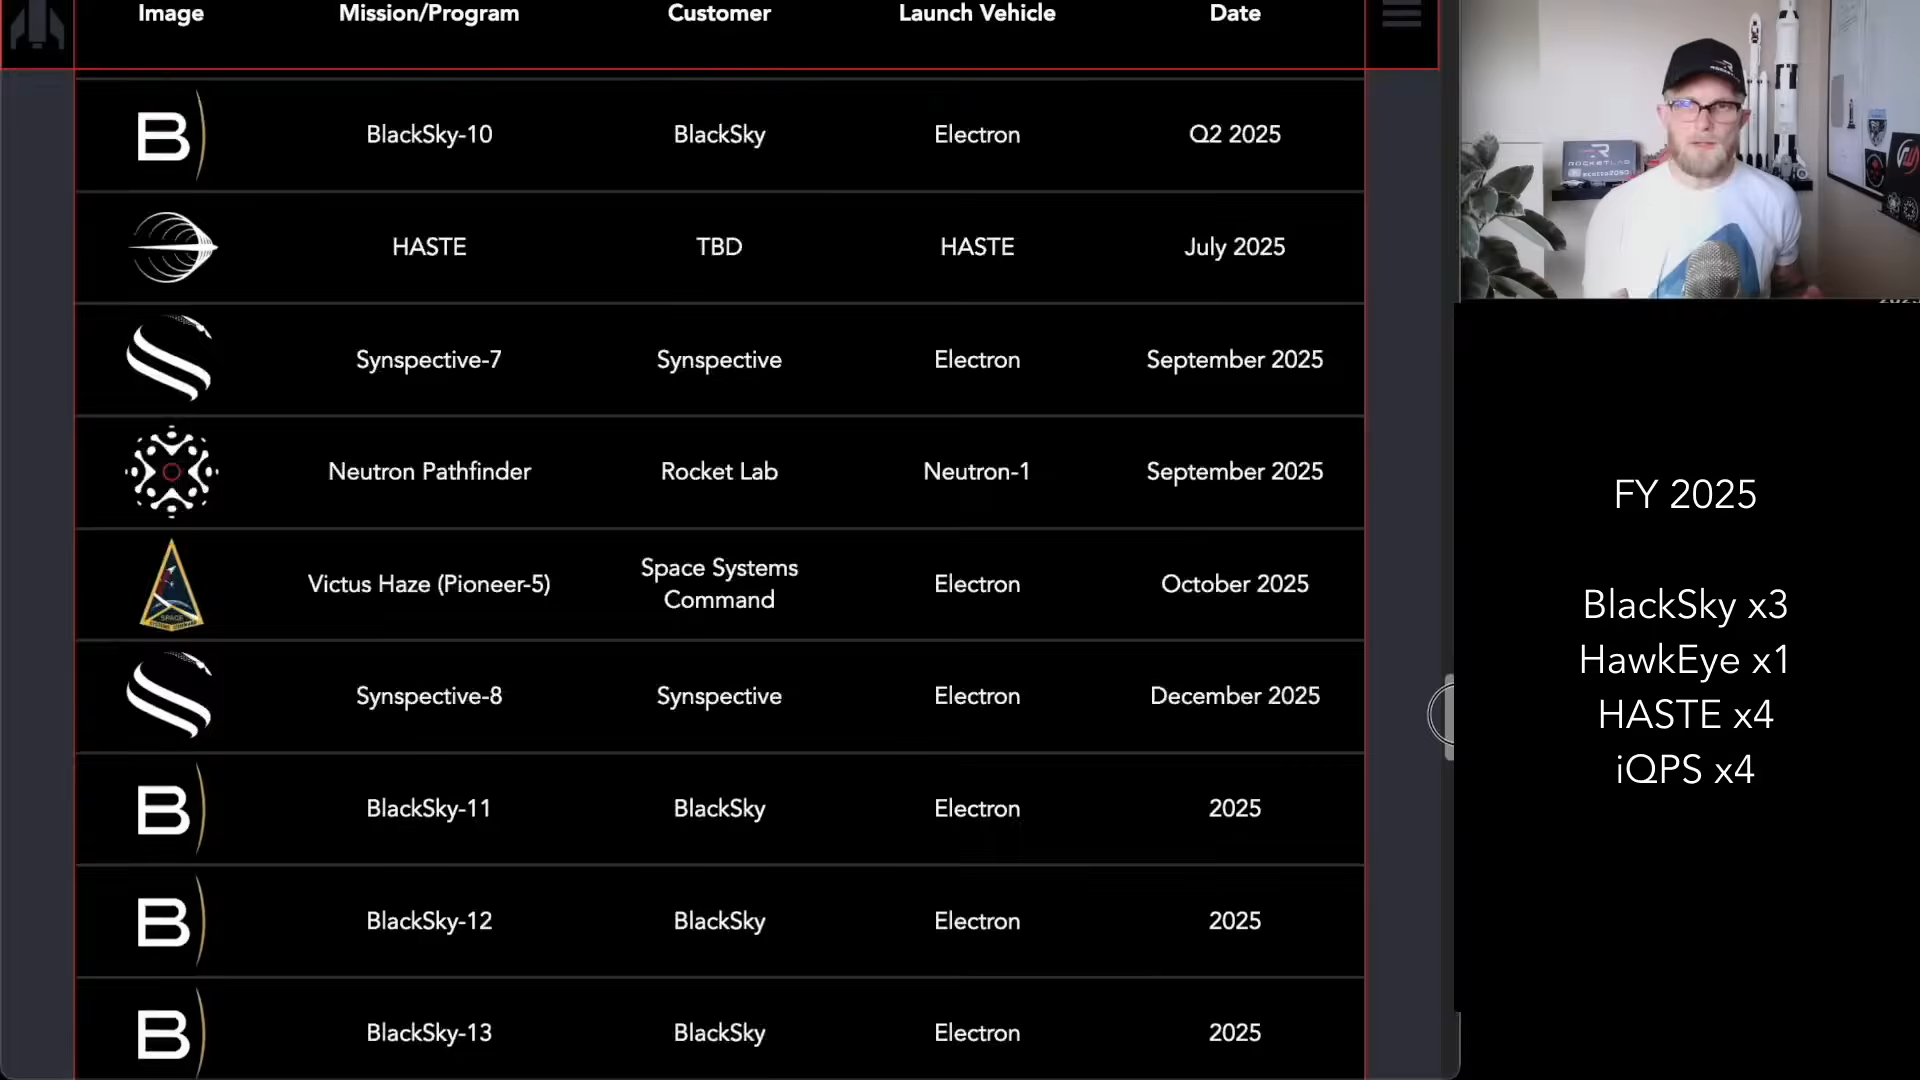 Image Mission/Program Customer Launch Vehicle Date
BlackSky-10 BlackSky Electron Q2 2025
HASTE TBD HASTE July 2025
Synspective-7 Synspective Electron September 2025
Neutron Pathfinder Rocket Lab Neutron-1 September 2025
Victus Haze (Pioneer-5) Space Systems Command Electron October 2025
Synspective-8 Synspective Electron December 2025
B BlackSky-11 BlackSky Electron 2025
B BlackSky-12 BlackSky Electron 2025
B BlackSky-13 BlackSky Electron 2025
ROCKETLAB
FY 2025
BlackSky x3
HawkEye x1
HASTE x4
iQPS x4